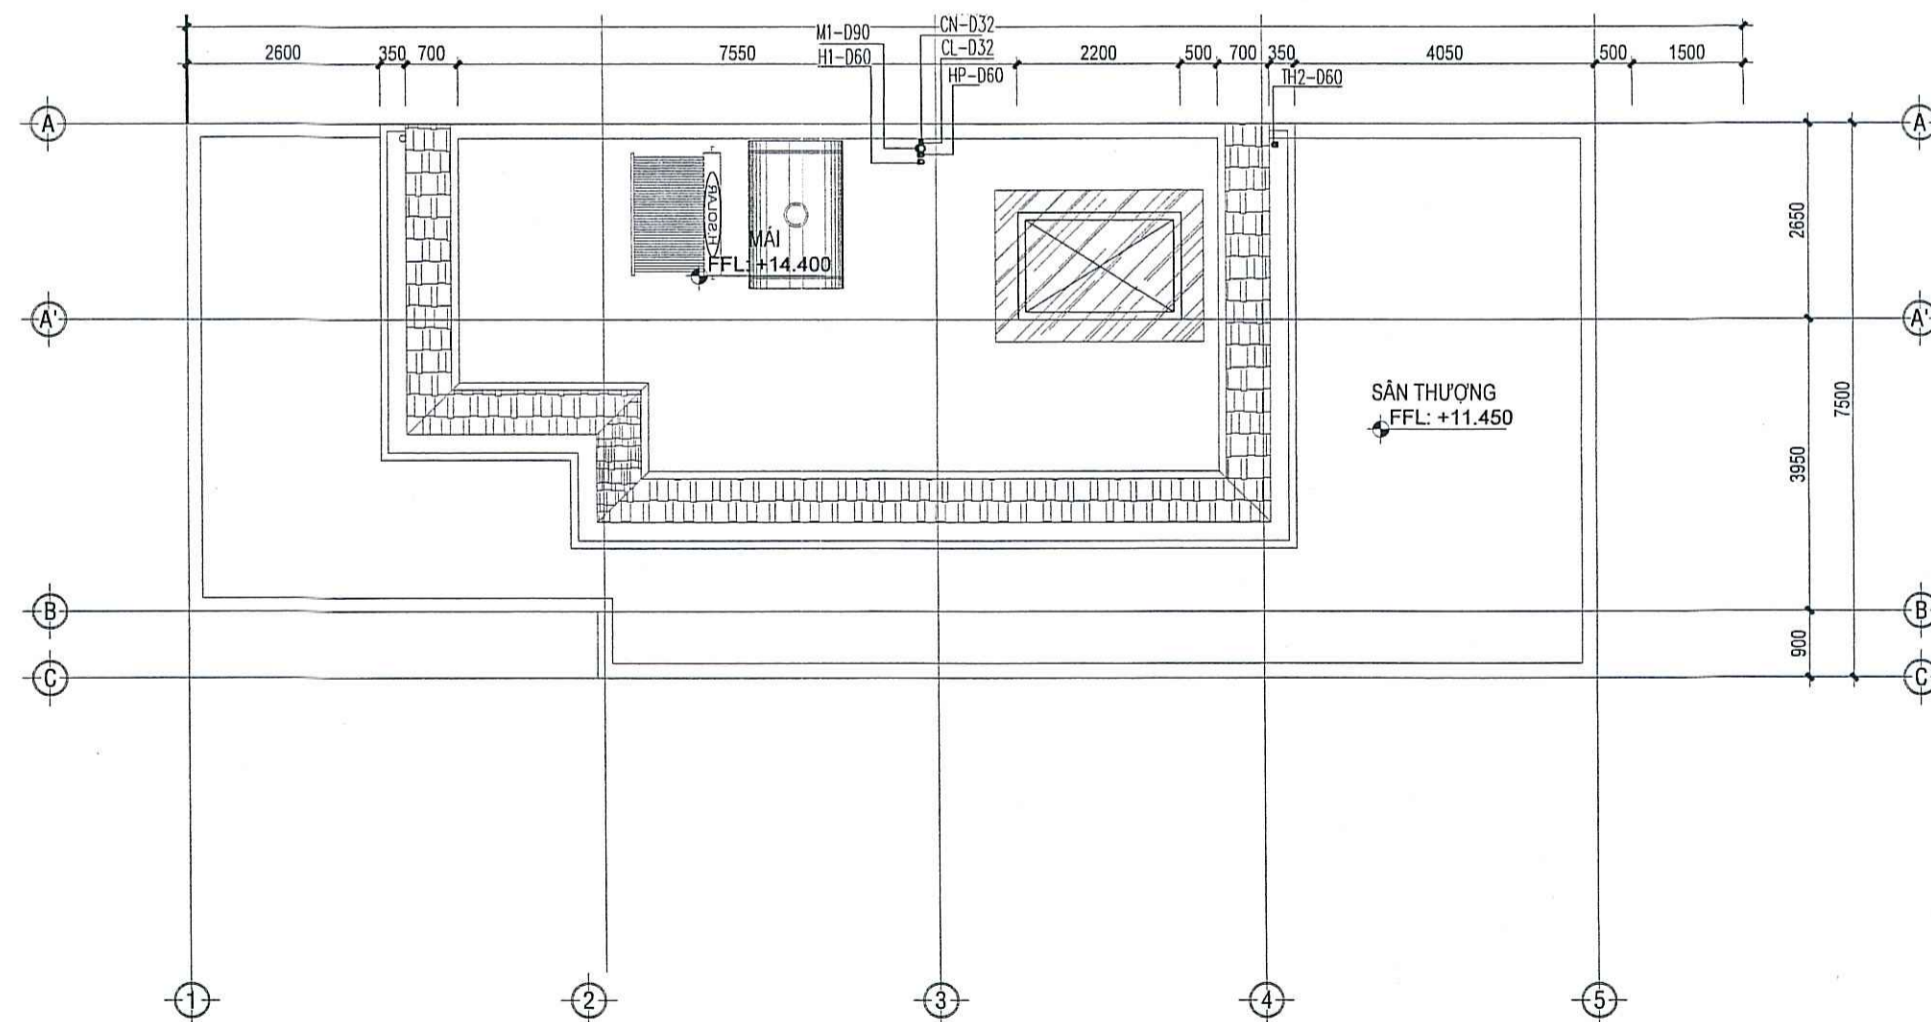 M1-D90
CN-D32
2600
350
700
7550
H1-D60
CL-D32
2200
500
700
350
4050
500
1500
HP-D60
TH2-D60
A
A
H.SOLAR
MÁI
FFL: +14.400
2650
A'
A'
SÂN THƯỢNG
FFL: +11.450
7500
3950
B
B
900
C
C
1
2
3
4
5